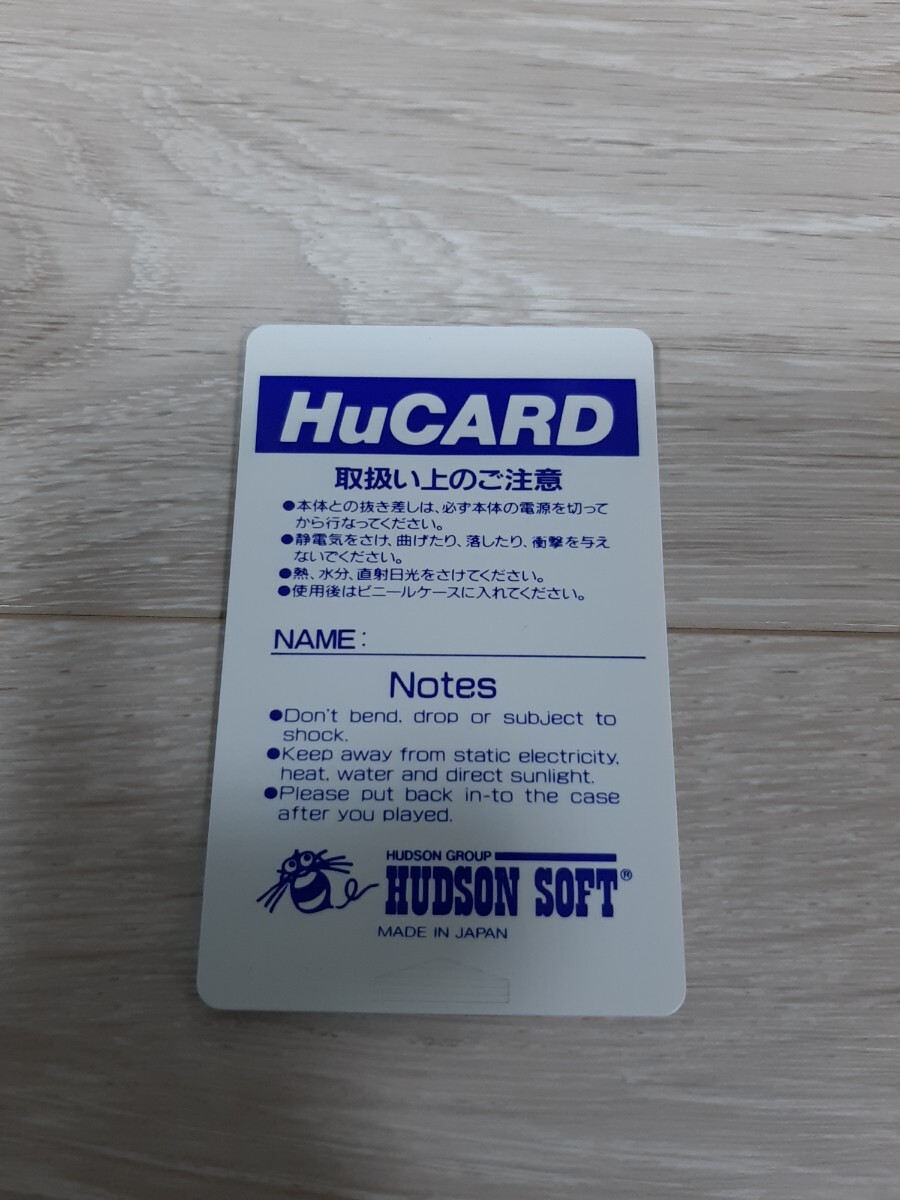 HuCARD
取扱い上のご注意
●本体との抜き差しは、必ず本体の電源を切って
から行なってください。
●静電気をさけ、曲げたり、落したり、衝撃を与え
ないでください。
●熱、水分、直射日光をさけてください。
●使用後はビニールケースに入れてください。
NAME:
Notes
●Don't bend, drop or subject to
shock.
●Keep away from static electricity,
heat, water and direct sunlight.
●Please put back in-to the case
after you played.
HUDSON GROUP
HUDSON SOFT®
MADE IN JAPAN